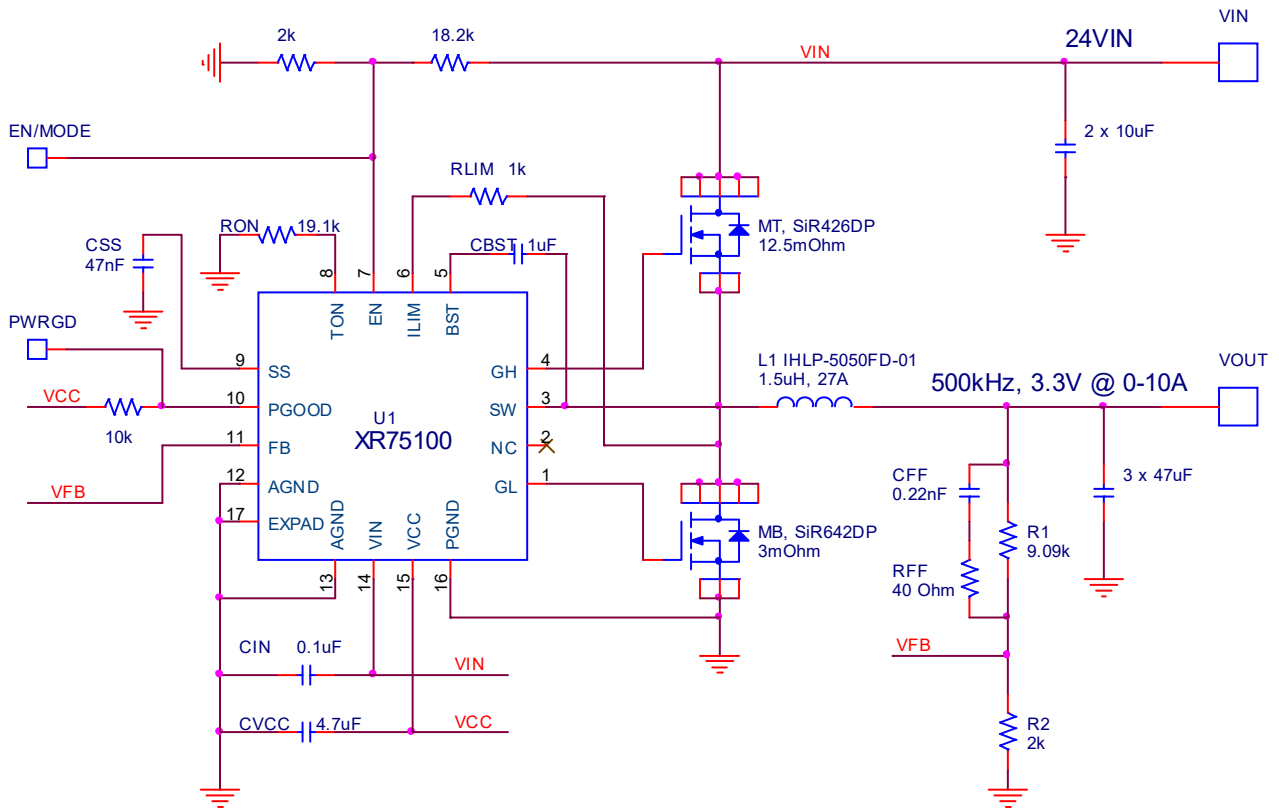 VIN
2k
18.2k
VIN
24VIN
EN/MODE
2 x 10uF
RLIM 1k
RON 19.1k
MT, SiR426DP
12.5mOhm
CSS
47nF
CBST 1uF
8
7
6
5
TON
EN
ILIM
BST
PWRGD
9
SS
GH
4
L1 IHLP-5050FD-01
1.5uH, 27A
VOUT
500kHz, 3.3V @ 0-10A
VCC
10
PGOOD
SW
3
10k
U1
XR75100
11
FB
NC
2
VFB
12
AGND
GL
1
17
EXPAD
AGND
VIN
VCC
PGND
13
14
15
16
MB, SiR642DP
3mOhm
CFF
0.22nF
3 x 47uF
R1
9.09k
RFF
40 Ohm
CIN 0.1uF
VIN
VFB
CVCC 4.7uF
VCC
R2
2k